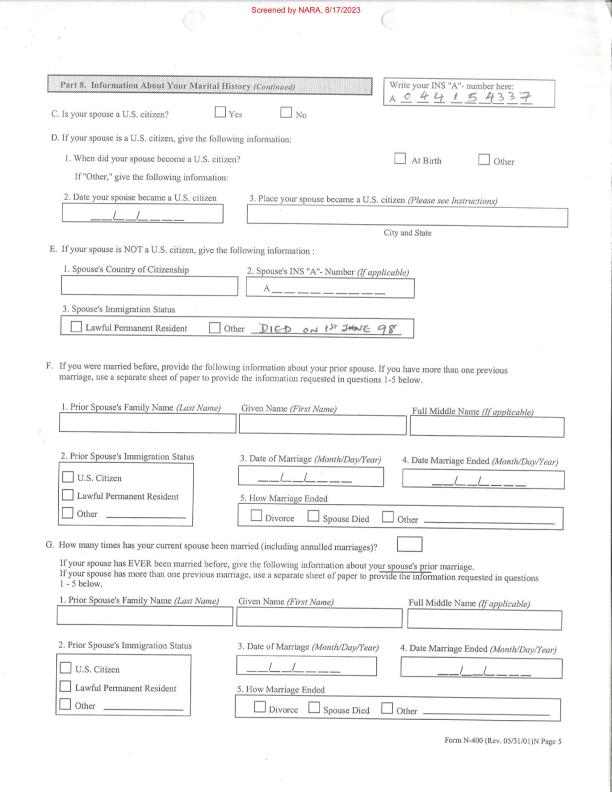 Screened by NARA, 8/17/2023
Part 8. Information About Your Marital History (Continued)
Write your INS "A"- number here:
A 0 4 4 1 5 4 3 3 7
C. Is your spouse a U.S. citizen? Yes No
D. If your spouse is a U.S. citizen, give the following information:
1. When did your spouse become a U.S. citizen? At Birth Other
If "Other," give the following information:
2. Date your spouse became a U.S. citizen
3. Place your spouse became a U.S. citizen (Please see Instructions)
__/__/____
City and State
E. If your spouse is NOT a U.S. citizen, give the following information :
1. Spouse's Country of Citizenship
2. Spouse's INS "A"- Number (If applicable)
A _ _ _ _ _ _ _ _ _
3. Spouse's Immigration Status
Lawful Permanent Resident Other DIED ON 1ST JUNE 98
F. If you were married before, provide the following information about your prior spouse. If you have more than one previous
marriage, use a separate sheet of paper to provide the information requested in questions 1-5 below.
1. Prior Spouse's Family Name (Last Name) Given Name (First Name) Full Middle Name (If applicable)
2. Prior Spouse's Immigration Status
3. Date of Marriage (Month/Day/Year)
4. Date Marriage Ended (Month/Day/Year)
U.S. Citizen
__/__/____ __/__/____
Lawful Permanent Resident
5. How Marriage Ended
Other ____________
Divorce Spouse Died Other ____________
G. How many times has your current spouse been married (including annulled marriages)?
If your spouse has EVER been married before, give the following information about your spouse's prior marriage.
If your spouse has more than one previous marriage, use a separate sheet of paper to provide the information requested in questions
1 - 5 below.
1. Prior Spouse's Family Name (Last Name) Given Name (First Name) Full Middle Name (If applicable)
2. Prior Spouse's Immigration Status
3. Date of Marriage (Month/Day/Year)
4. Date Marriage Ended (Month/Day/Year)
U.S. Citizen
__/__/____ __/__/____
Lawful Permanent Resident
5. How Marriage Ended
Other ____________
Divorce Spouse Died Other ____________
Form N-400 (Rev. 05/31/01)N Page 5